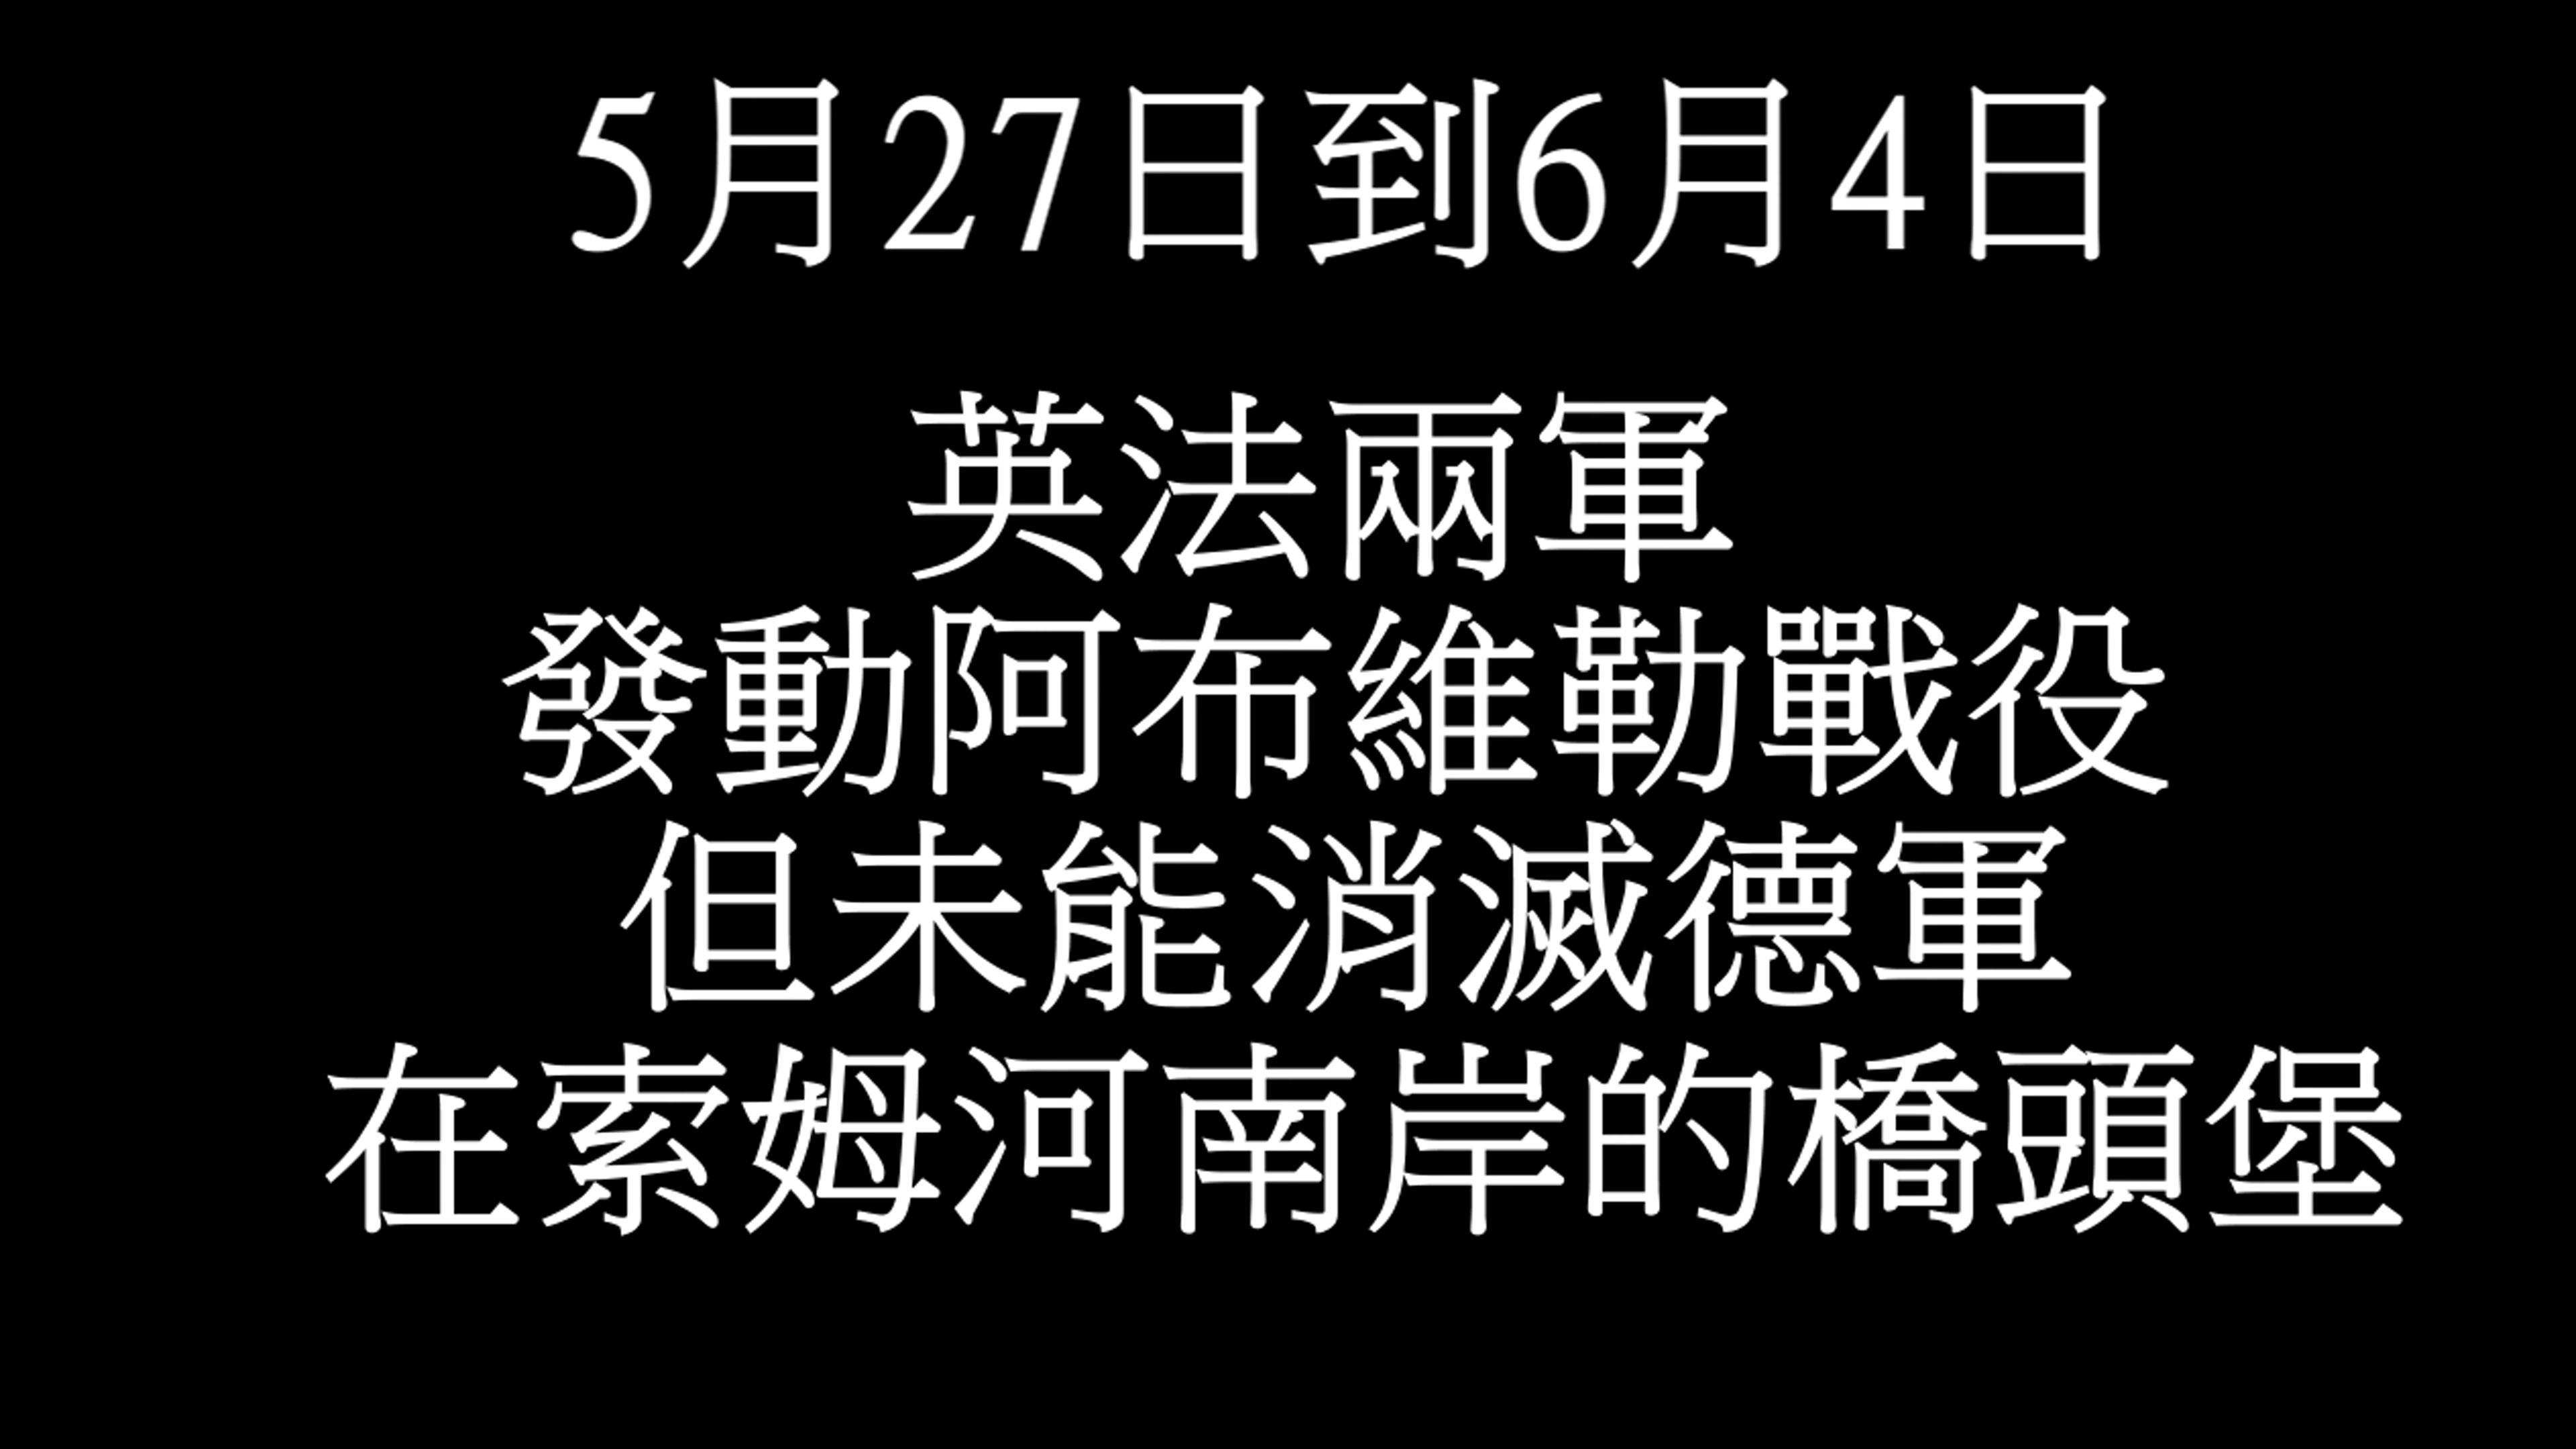 5月27日到6月4日
英法兩軍
發動阿布維勒戰役
但未能消滅德軍
在索姆河南岸的橋頭堡